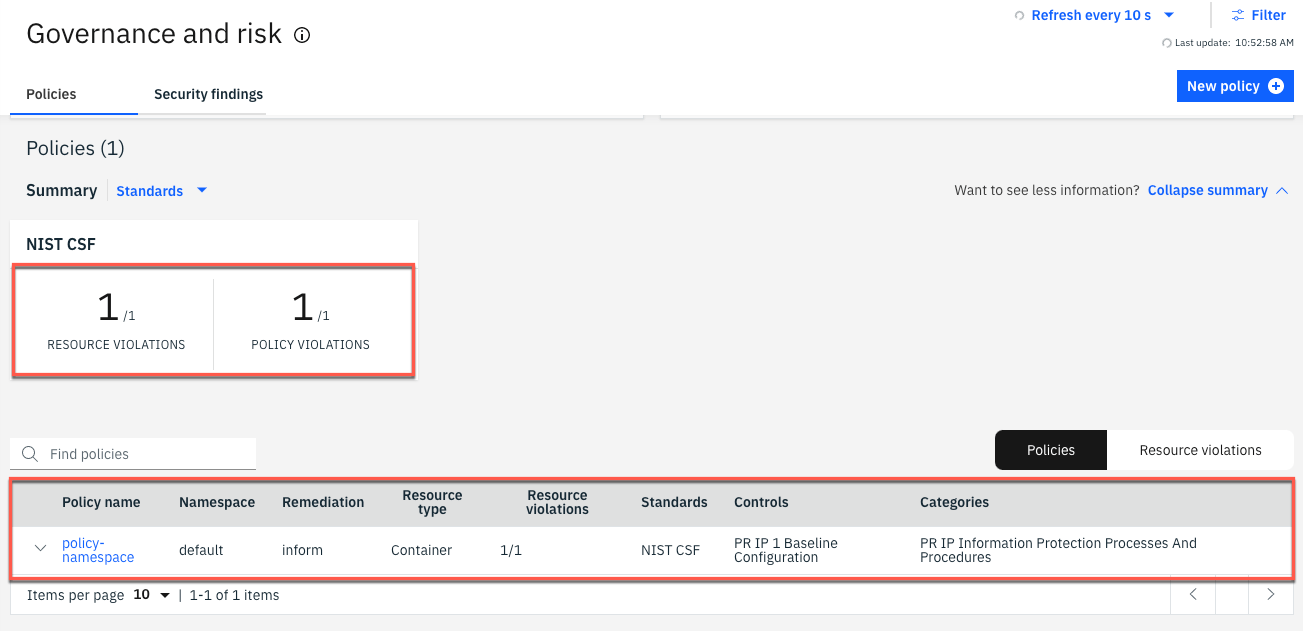 Refresh every 10 s
Filter
Governance and risk
Last update: 10:52:58 AM
Policies
Security findings
New policy
Policies (1)
Summary
Standards
Want to see less information? Collapse summary
NIST CSF
1 /1
RESOURCE VIOLATIONS
1 /1
POLICY VIOLATIONS
Find policies
Policies
Resource violations
Policy name
Namespace
Remediation
Resource
type
Resource
violations
Standards
Controls
Categories
policy-
namespace
default
inform
Container
1/1
NIST CSF
PR IP 1 Baseline
Configuration
PR IP Information Protection Processes And
Procedures
Items per page 10 | 1-1 of 1 items